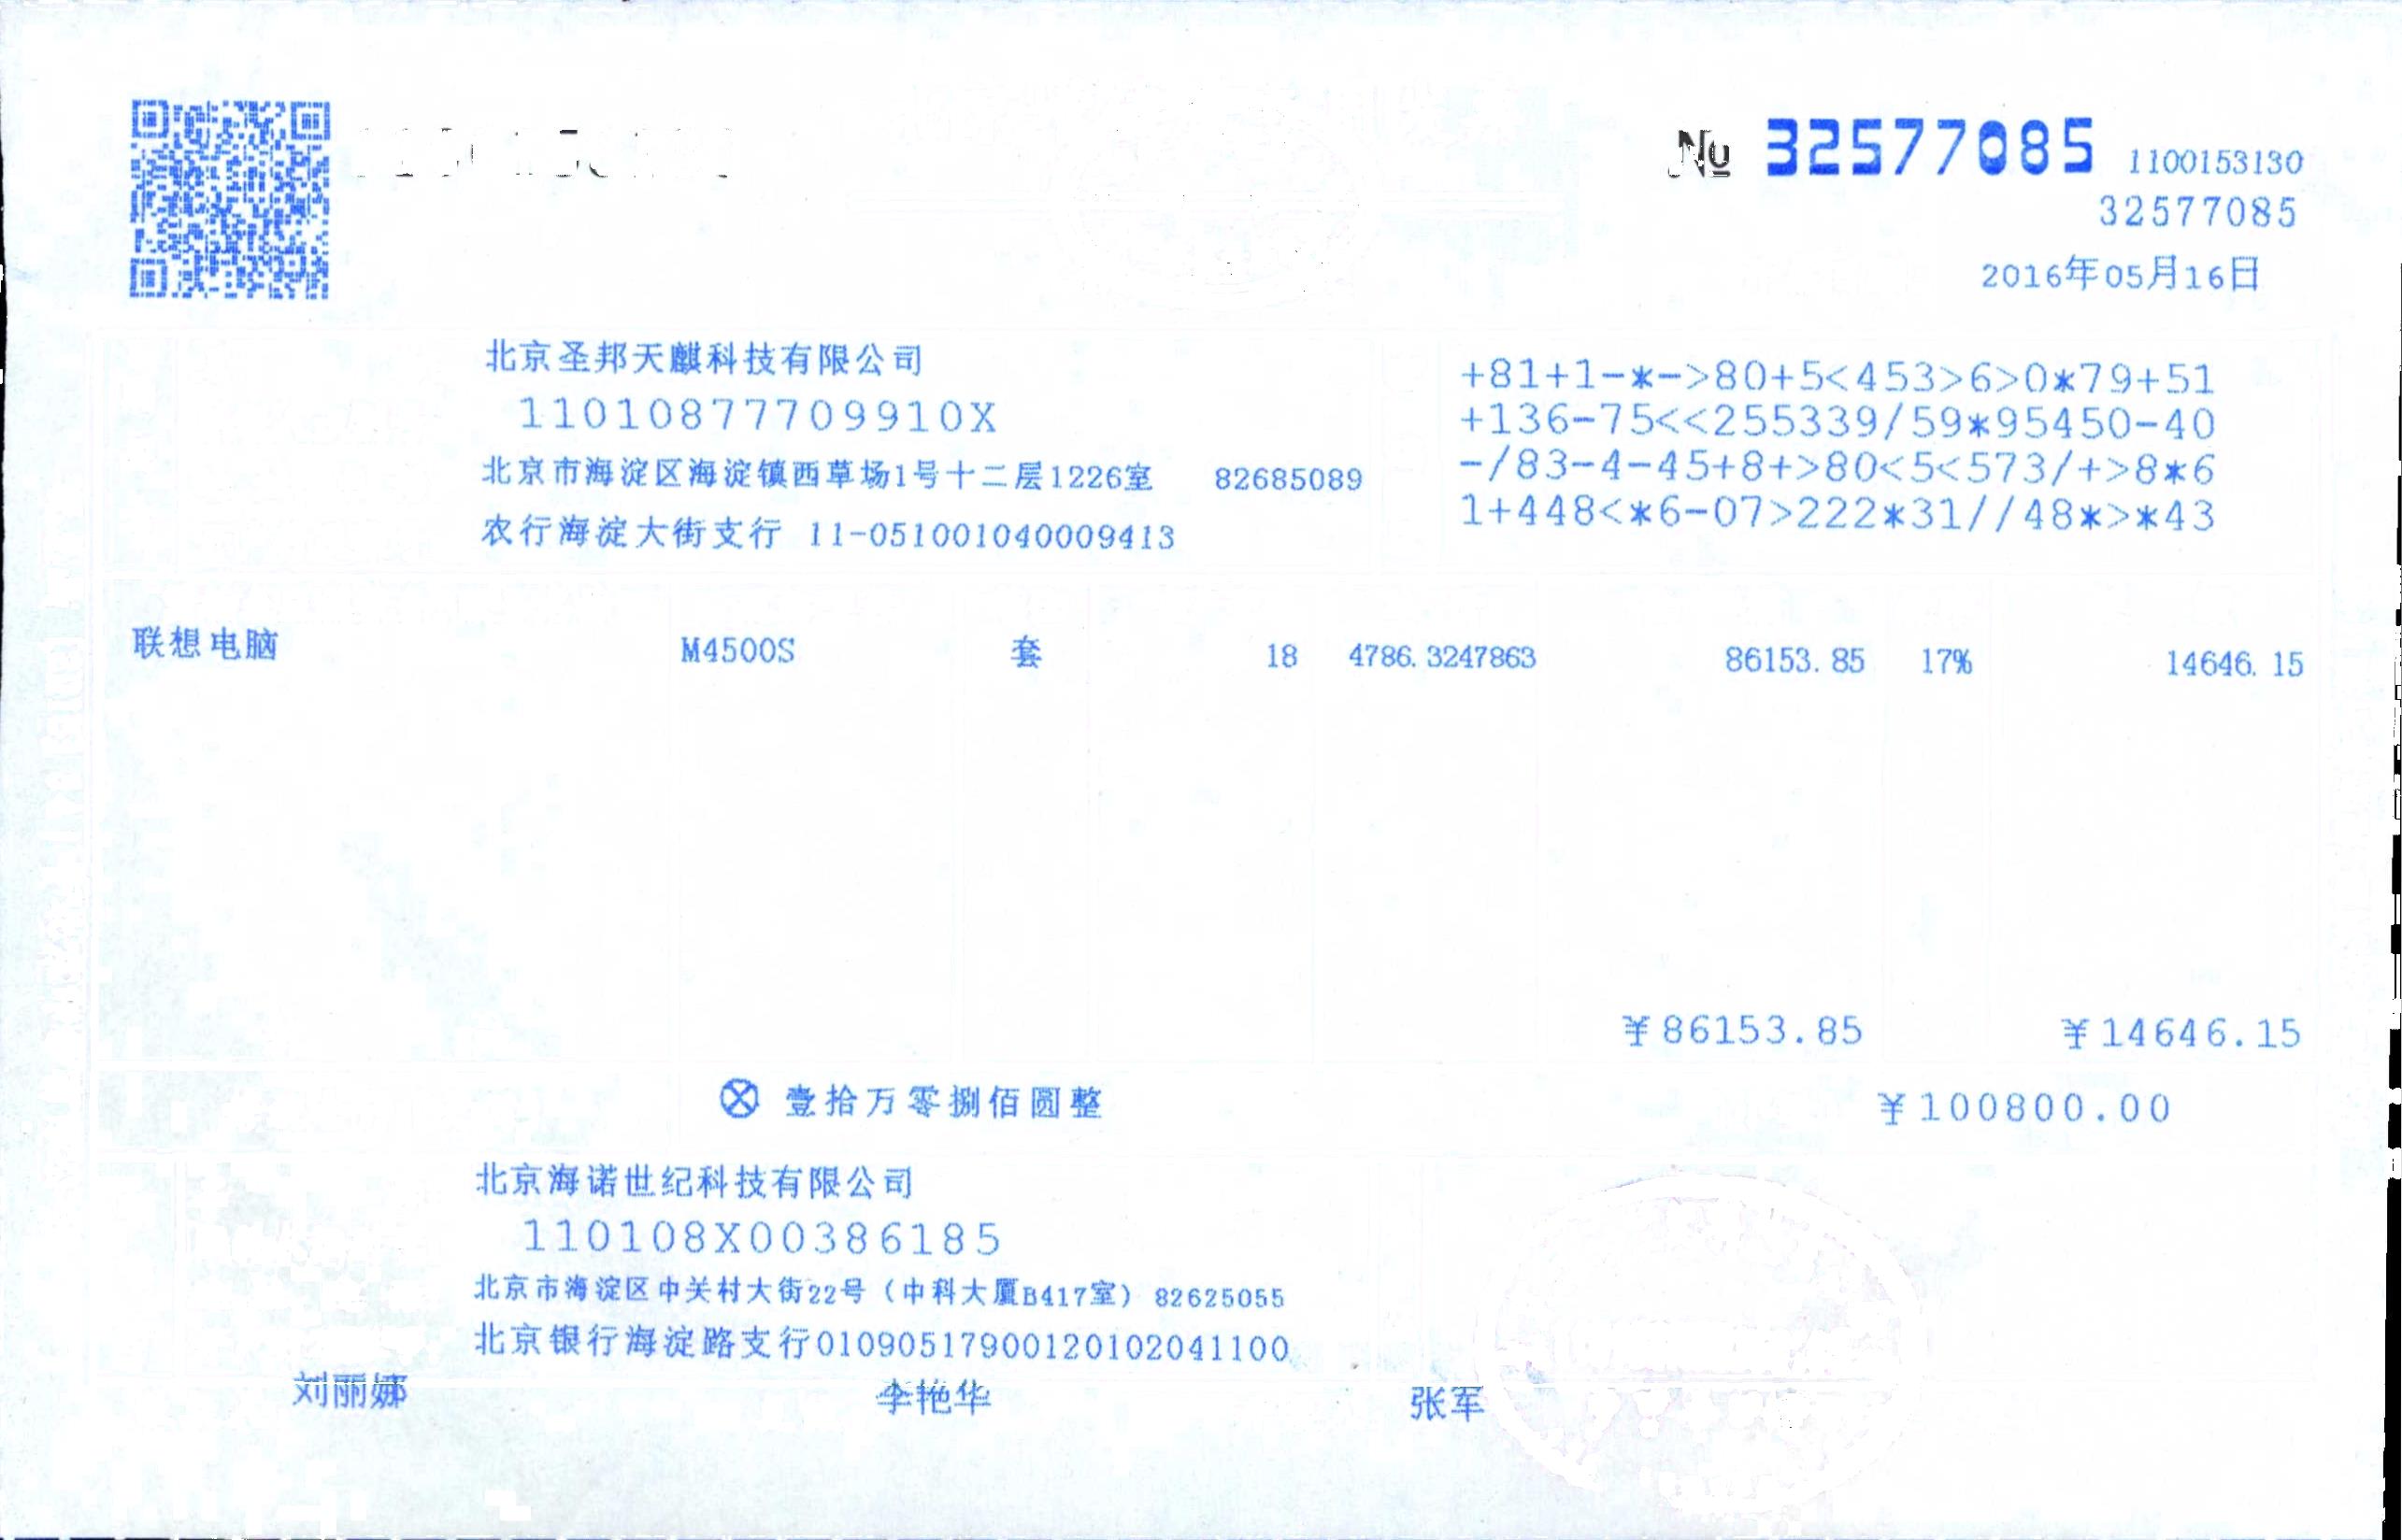 № 32577085 1100153130
32577085
2016年05月16日
北京圣邦天麒科技有限公司
11010877709910X
北京市海淀区海淀镇西草场1号十二层1226室 82685089
农行海淀大街支行 11-051001040009413
+81+1-*->80+5<453>6>0*79+51
+136-75<<255339/59*95450-40
-/83-4-45+8+>80<5<573/+>8*6
1+448<*6-07>222*31//48*>*43
联想电脑 M4500S 套 18 4786.3247863 86153.85 17% 14646.15
¥86153.85 ¥14646.15
ⓧ 壹拾万零捌佰圆整 ¥100800.00
北京海诺世纪科技有限公司
110108X00386185
北京市海淀区中关村大街22号（中科大厦B417室）82625055
北京银行海淀路支行01090517900120102041100
刘丽娜 李艳华 张军